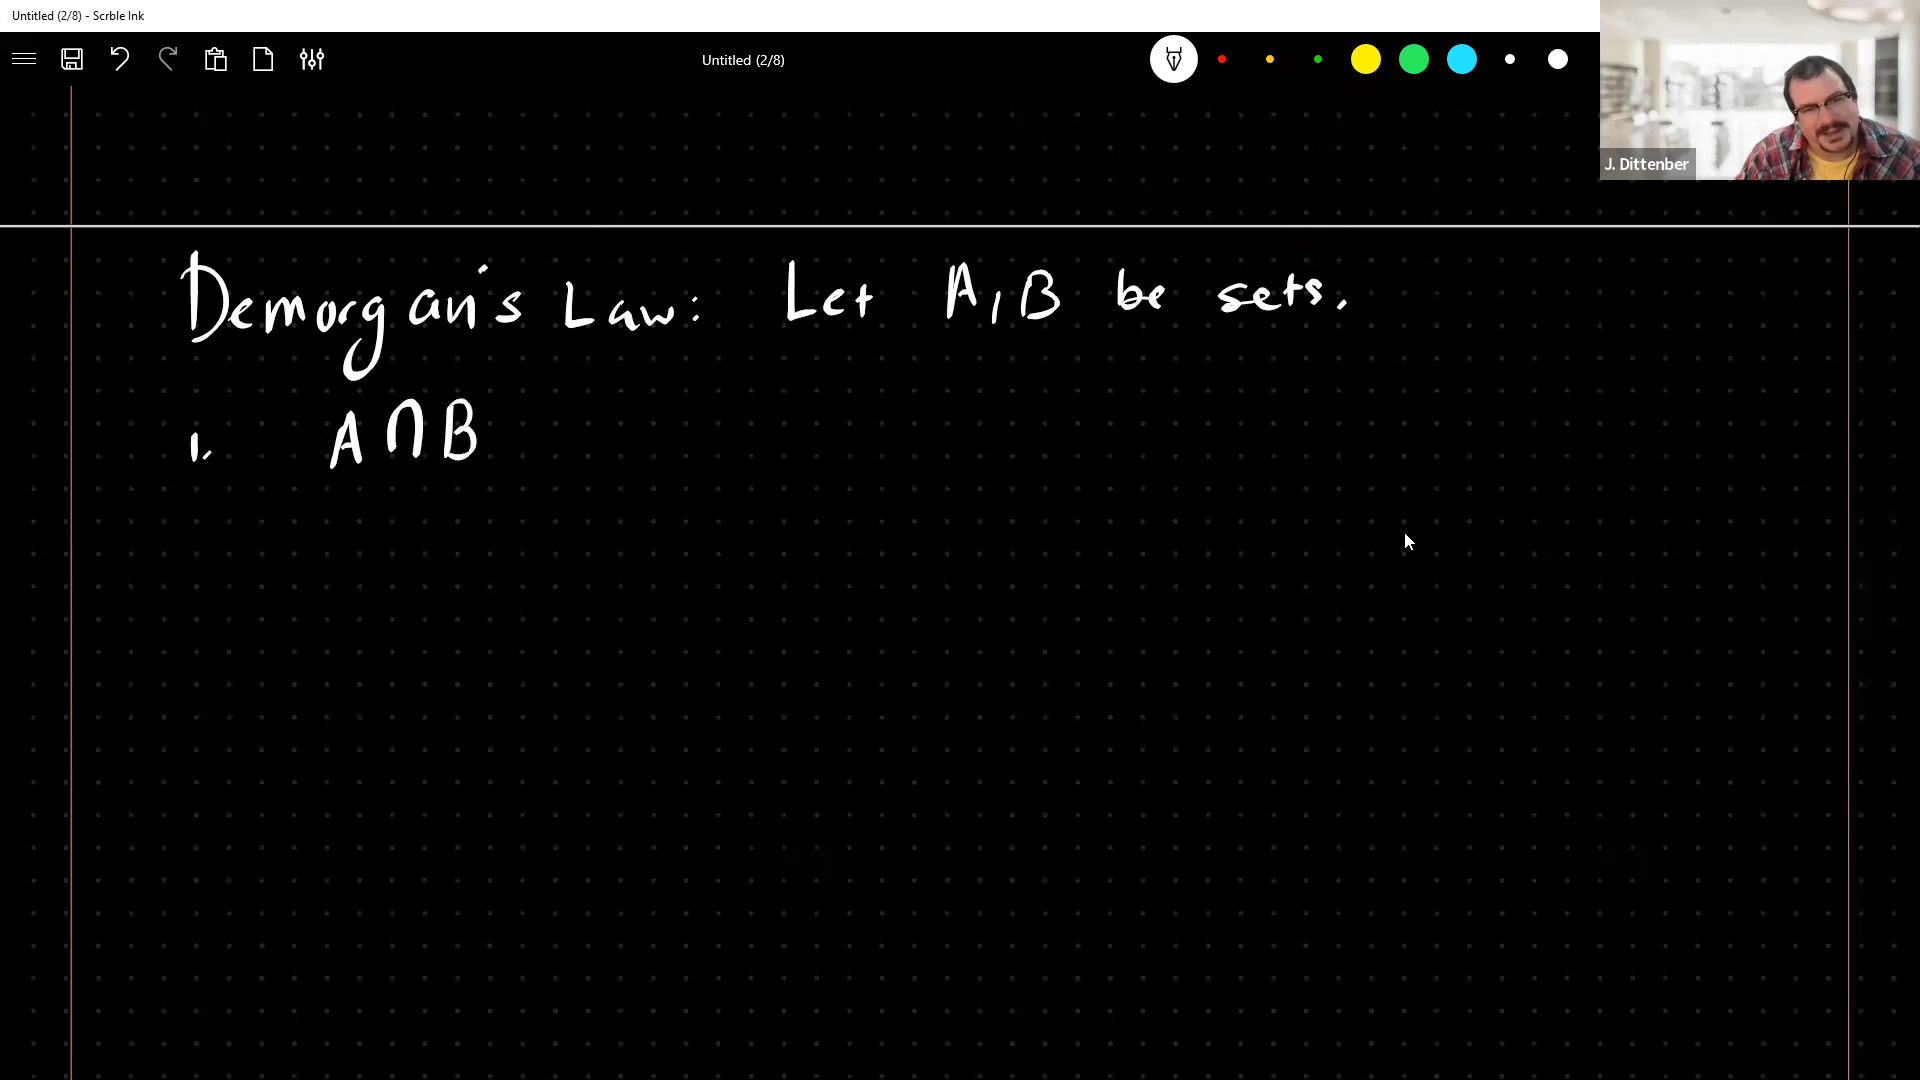 Untitled (2/8) - Scrble Ink
Untitled (2/8)
J. Dittenber
Demorgan's Law: Let A, B be sets.
1. A ∩ B